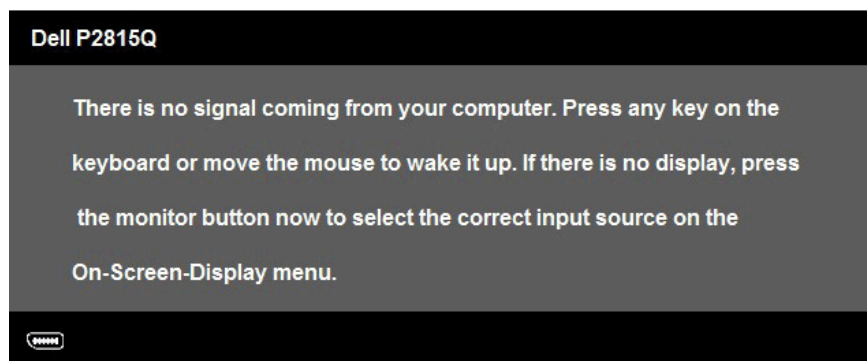 Dell P2815Q
There is no signal coming from your computer. Press any key on the
keyboard or move the mouse to wake it up. If there is no display, press
the monitor button now to select the correct input source on the
On-Screen-Display menu.